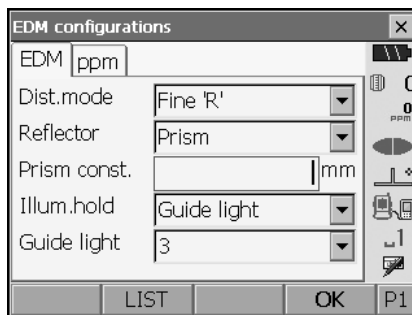 EDM configurations
EDM ppm
Dist.mode Fine 'R'
Reflector Prism
Prism const. mm
Illum.hold Guide light
Guide light 3
0
ppm
1
LIST OK P1